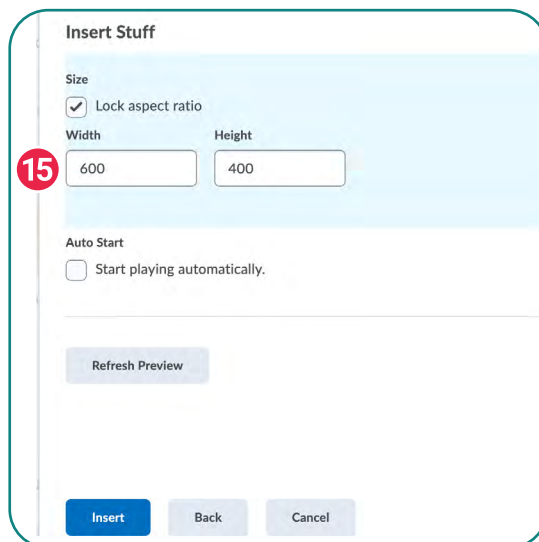 Insert Stuff
Size
Lock aspect ratio
Width Height
15 600 400
Auto Start
Start playing automatically.
Refresh Preview
Insert Back Cancel